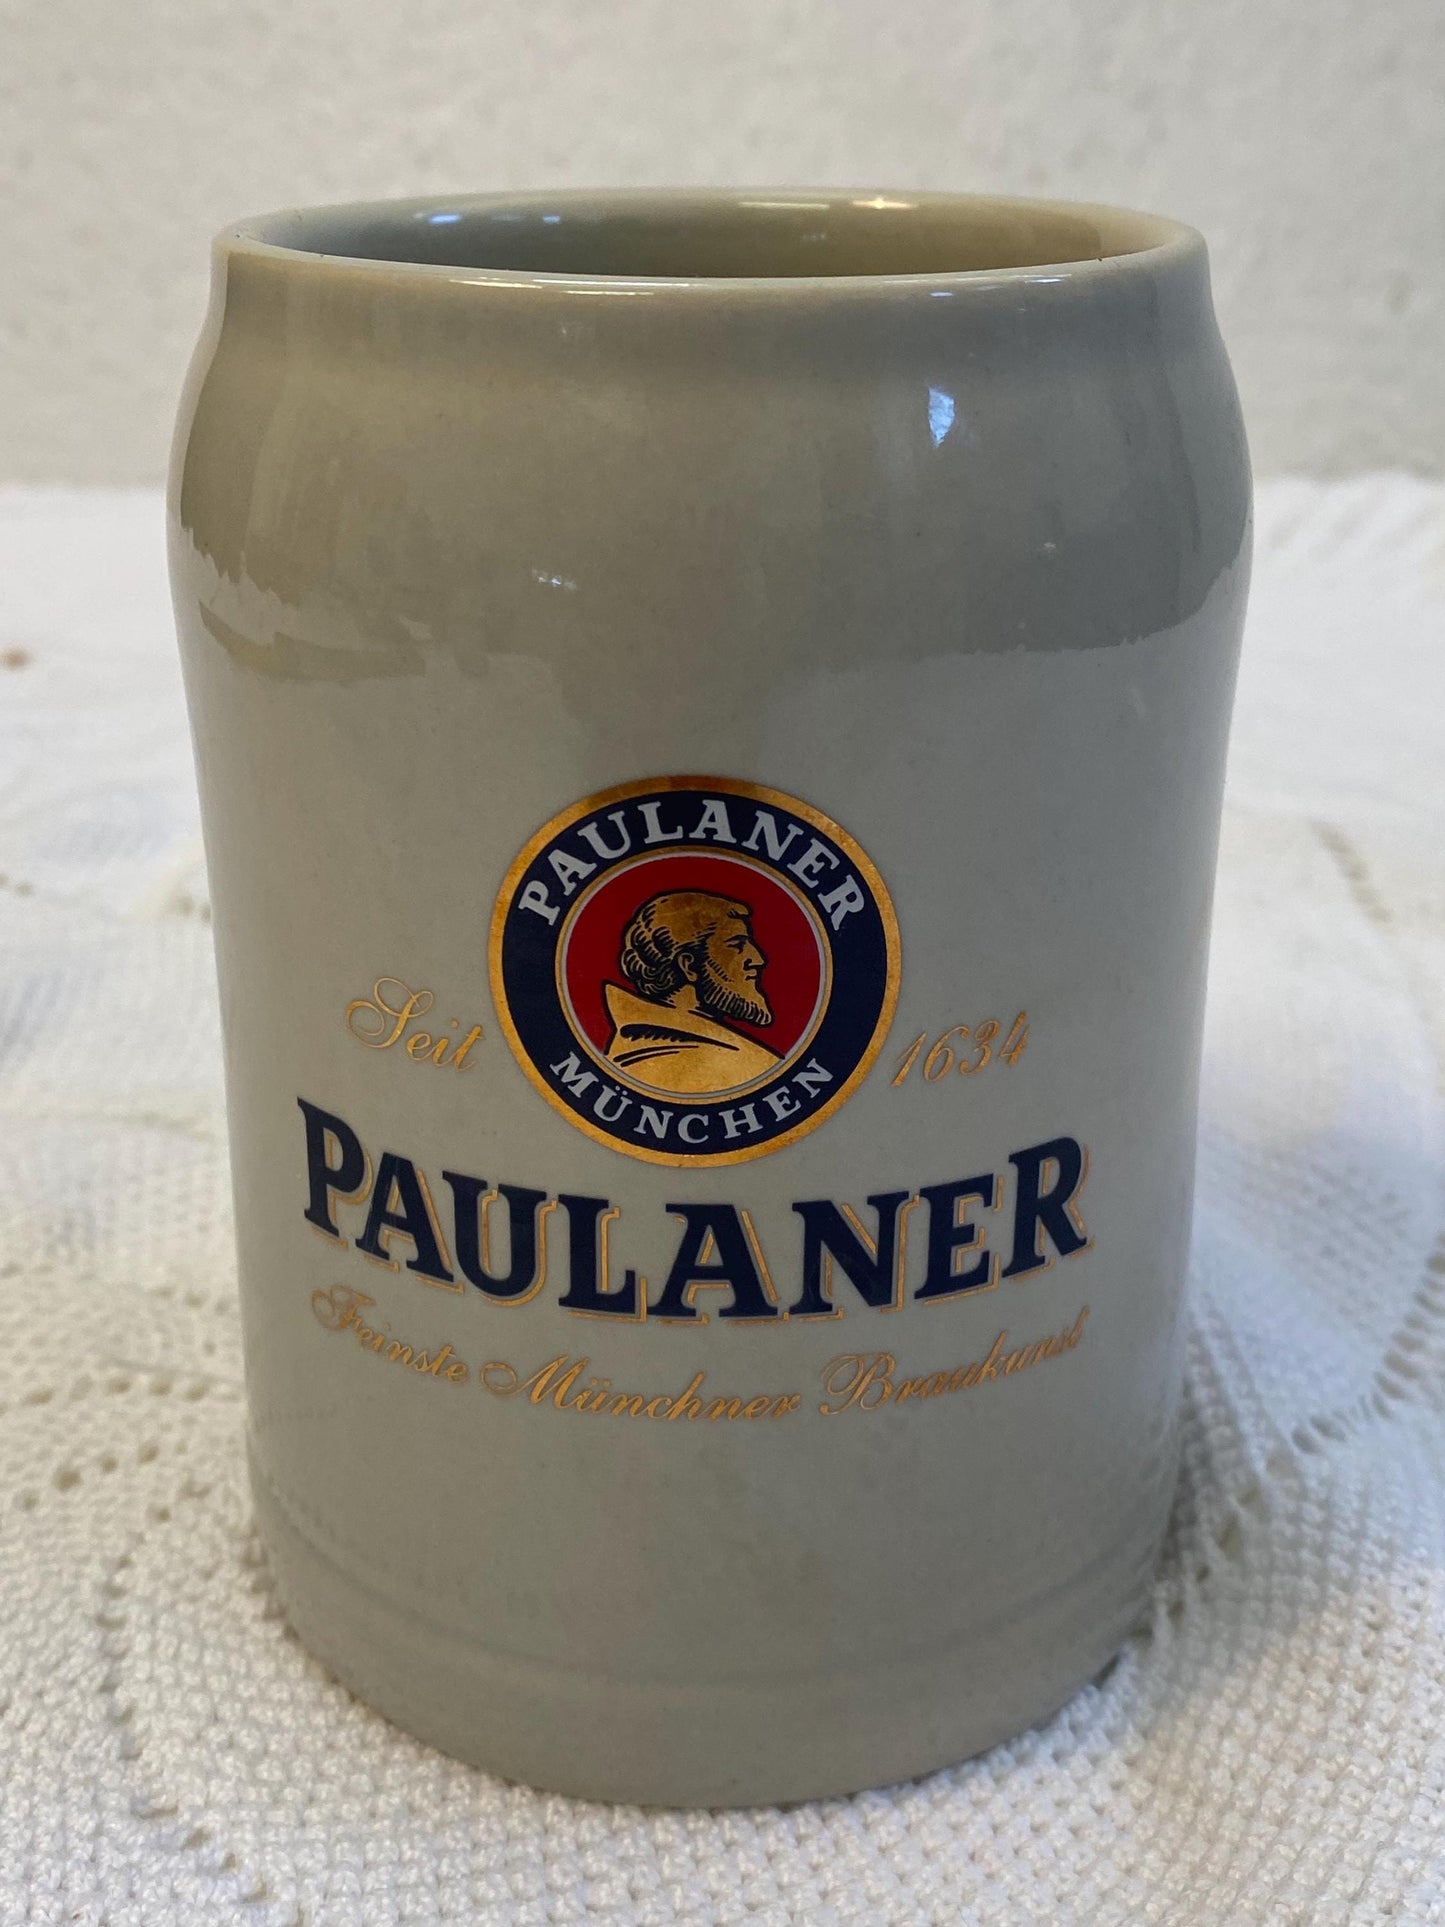 PAULANER
MÜNCHEN
Seit 1634
PAULANER
Feinste Münchner Braukunst